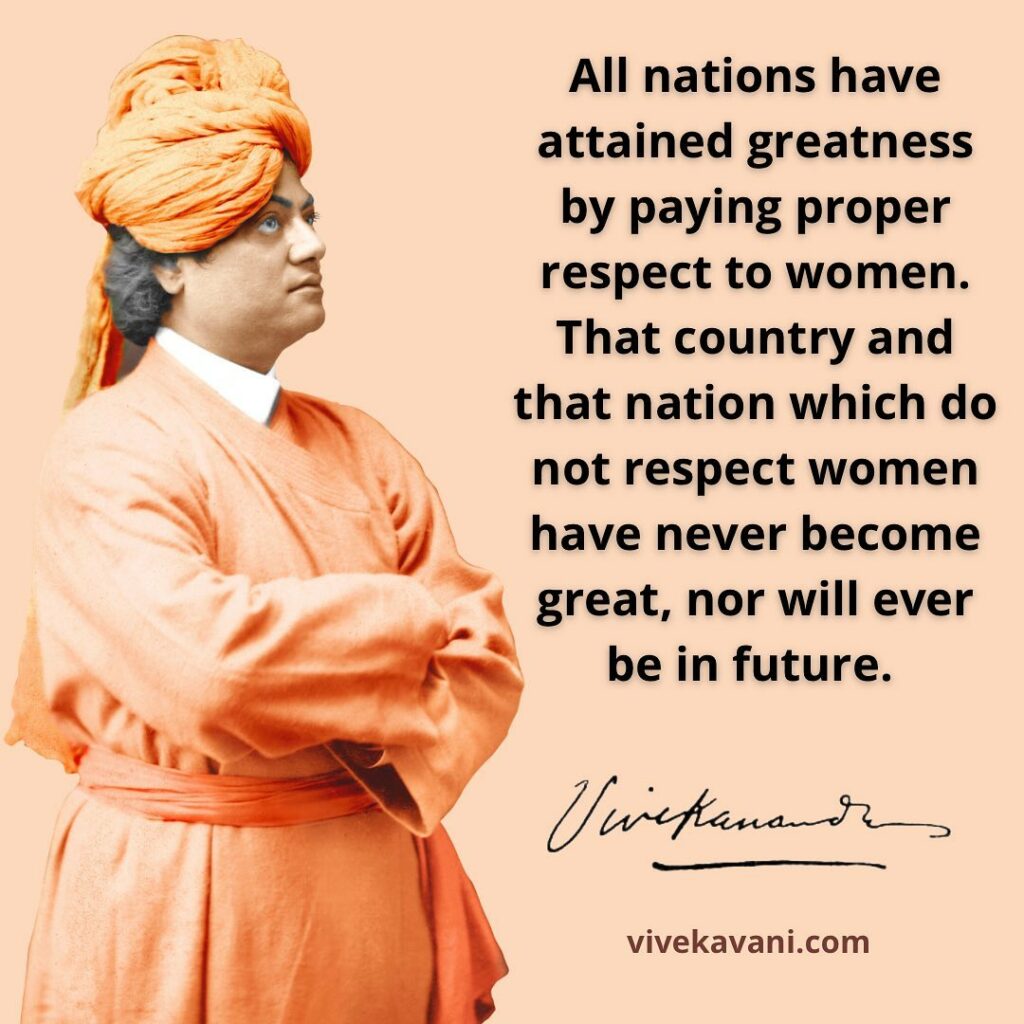 All nations have
attained greatness
by paying proper
respect to women.
That country and
that nation which do
not respect women
have never become
great, nor will ever
be in future.
Vivekananda
vivekavani.com